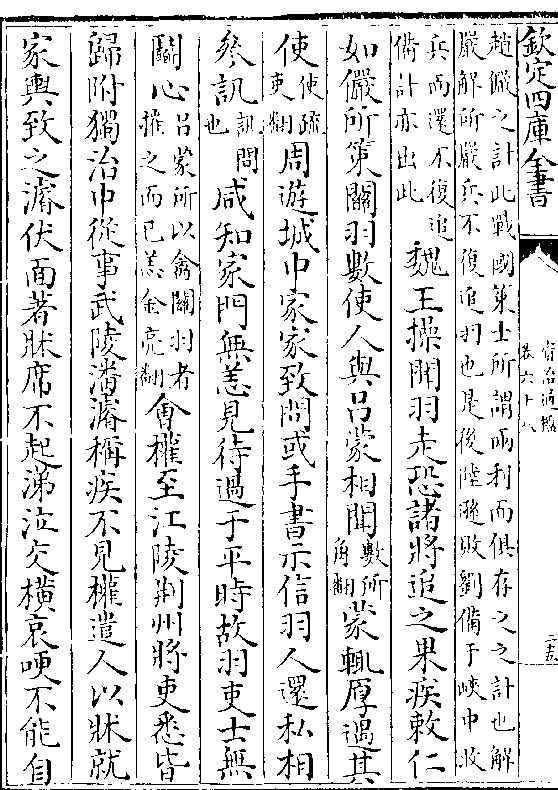 欽定四庫全書
資治通鑑
卷六十八
趙儼之計此戰國策士所謂兩利而俱存之之計也解
嚴解所嚴兵不復追羽也是後陸遜敗劉備于峽中收
兵而還不復追備計亦出此魏王操聞羽走恐諸將追之果疾敕仁
如儼所策關羽數使人與呂蒙相聞數所角翻蒙輒厚遇其
使使疏吏翻周遊城中家家致問或手書示信羽人還私相
參訊訊問也咸知家門無恙見待過于平時故羽吏士無
鬭心呂蒙所以禽關羽者推之而已恙余亮翻會權至江陵荆州將吏悉皆
歸附獨治中從事武陵潘濬稱疾不見權遣人以牀就
家輿致之濬伏面著牀席不起涕泣交橫哀哽不能自